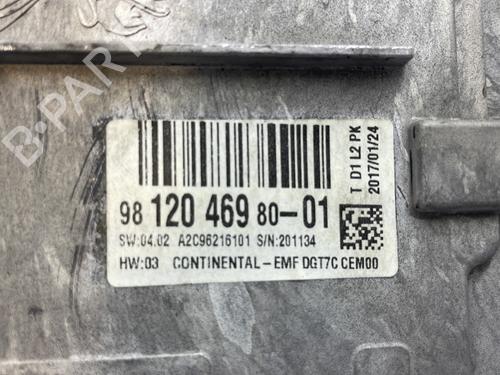 B-PARTS
98 120 469 80-01
SW:04.02 A2C96216101 S/N:201134
HW:03 CONTINENTAL-EMF DGT7C CEM00
T D1 L2 PK
2017/01/24